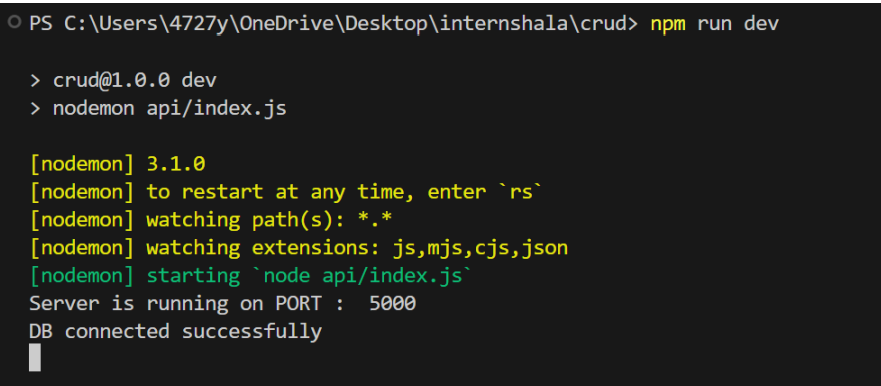 PS C:\Users\4727y\OneDrive\Desktop\internshala\crud> npm run dev
> crud@1.0.0 dev
> nodemon api/index.js
[nodemon] 3.1.0
[nodemon] to restart at any time, enter `rs`
[nodemon] watching path(s): *.*
[nodemon] watching extensions: js,mjs,cjs,json
[nodemon] starting `node api/index.js`
Server is running on PORT :  5000
DB connected successfully